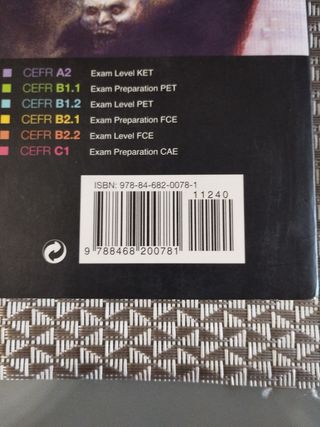 CEFR A2 Exam Level KET
CEFR B1.1 Exam Preparation PET
CEFR B1.2 Exam Level PET
CEFR B2.1 Exam Preparation FCE
CEFR B2.2 Exam Level FCE
CEFR C1 Exam Preparation CAE
ISBN: 978-84-682-0078-1
11240
9 788468 200781